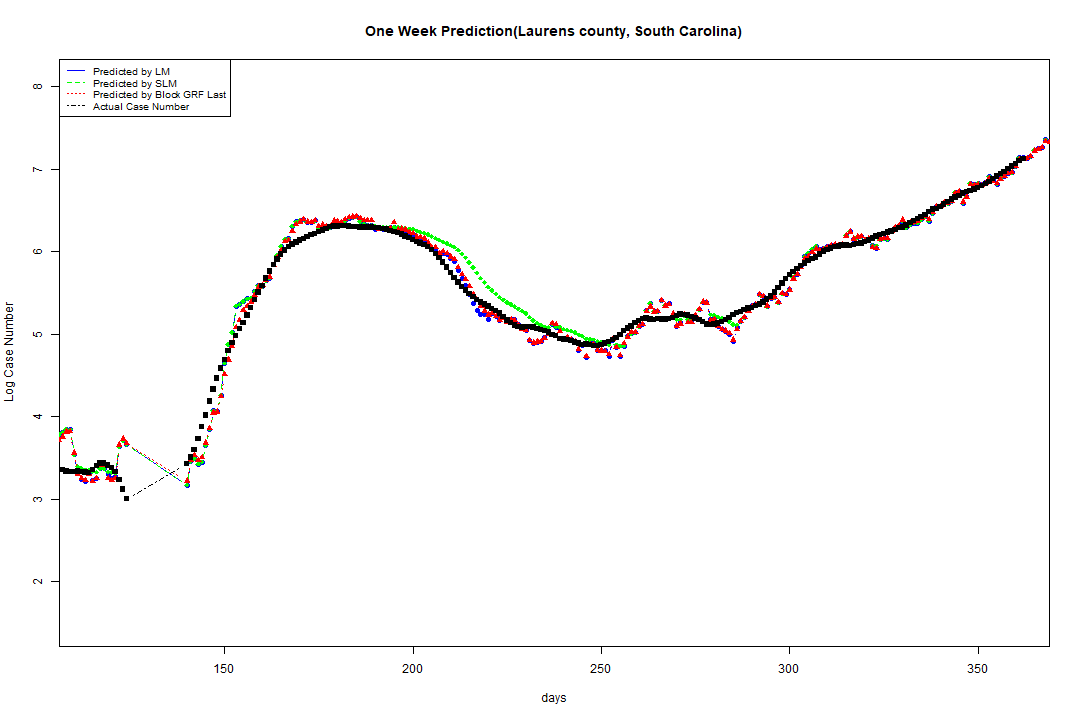 One Week Prediction(Laurens county, South Carolina)
Predicted by LM
Predicted by SLM
Predicted by Block GRF Last
Actual Case Number
8
7
6
5
4
3
2
Log Case Number
150 200 250 300 350
days